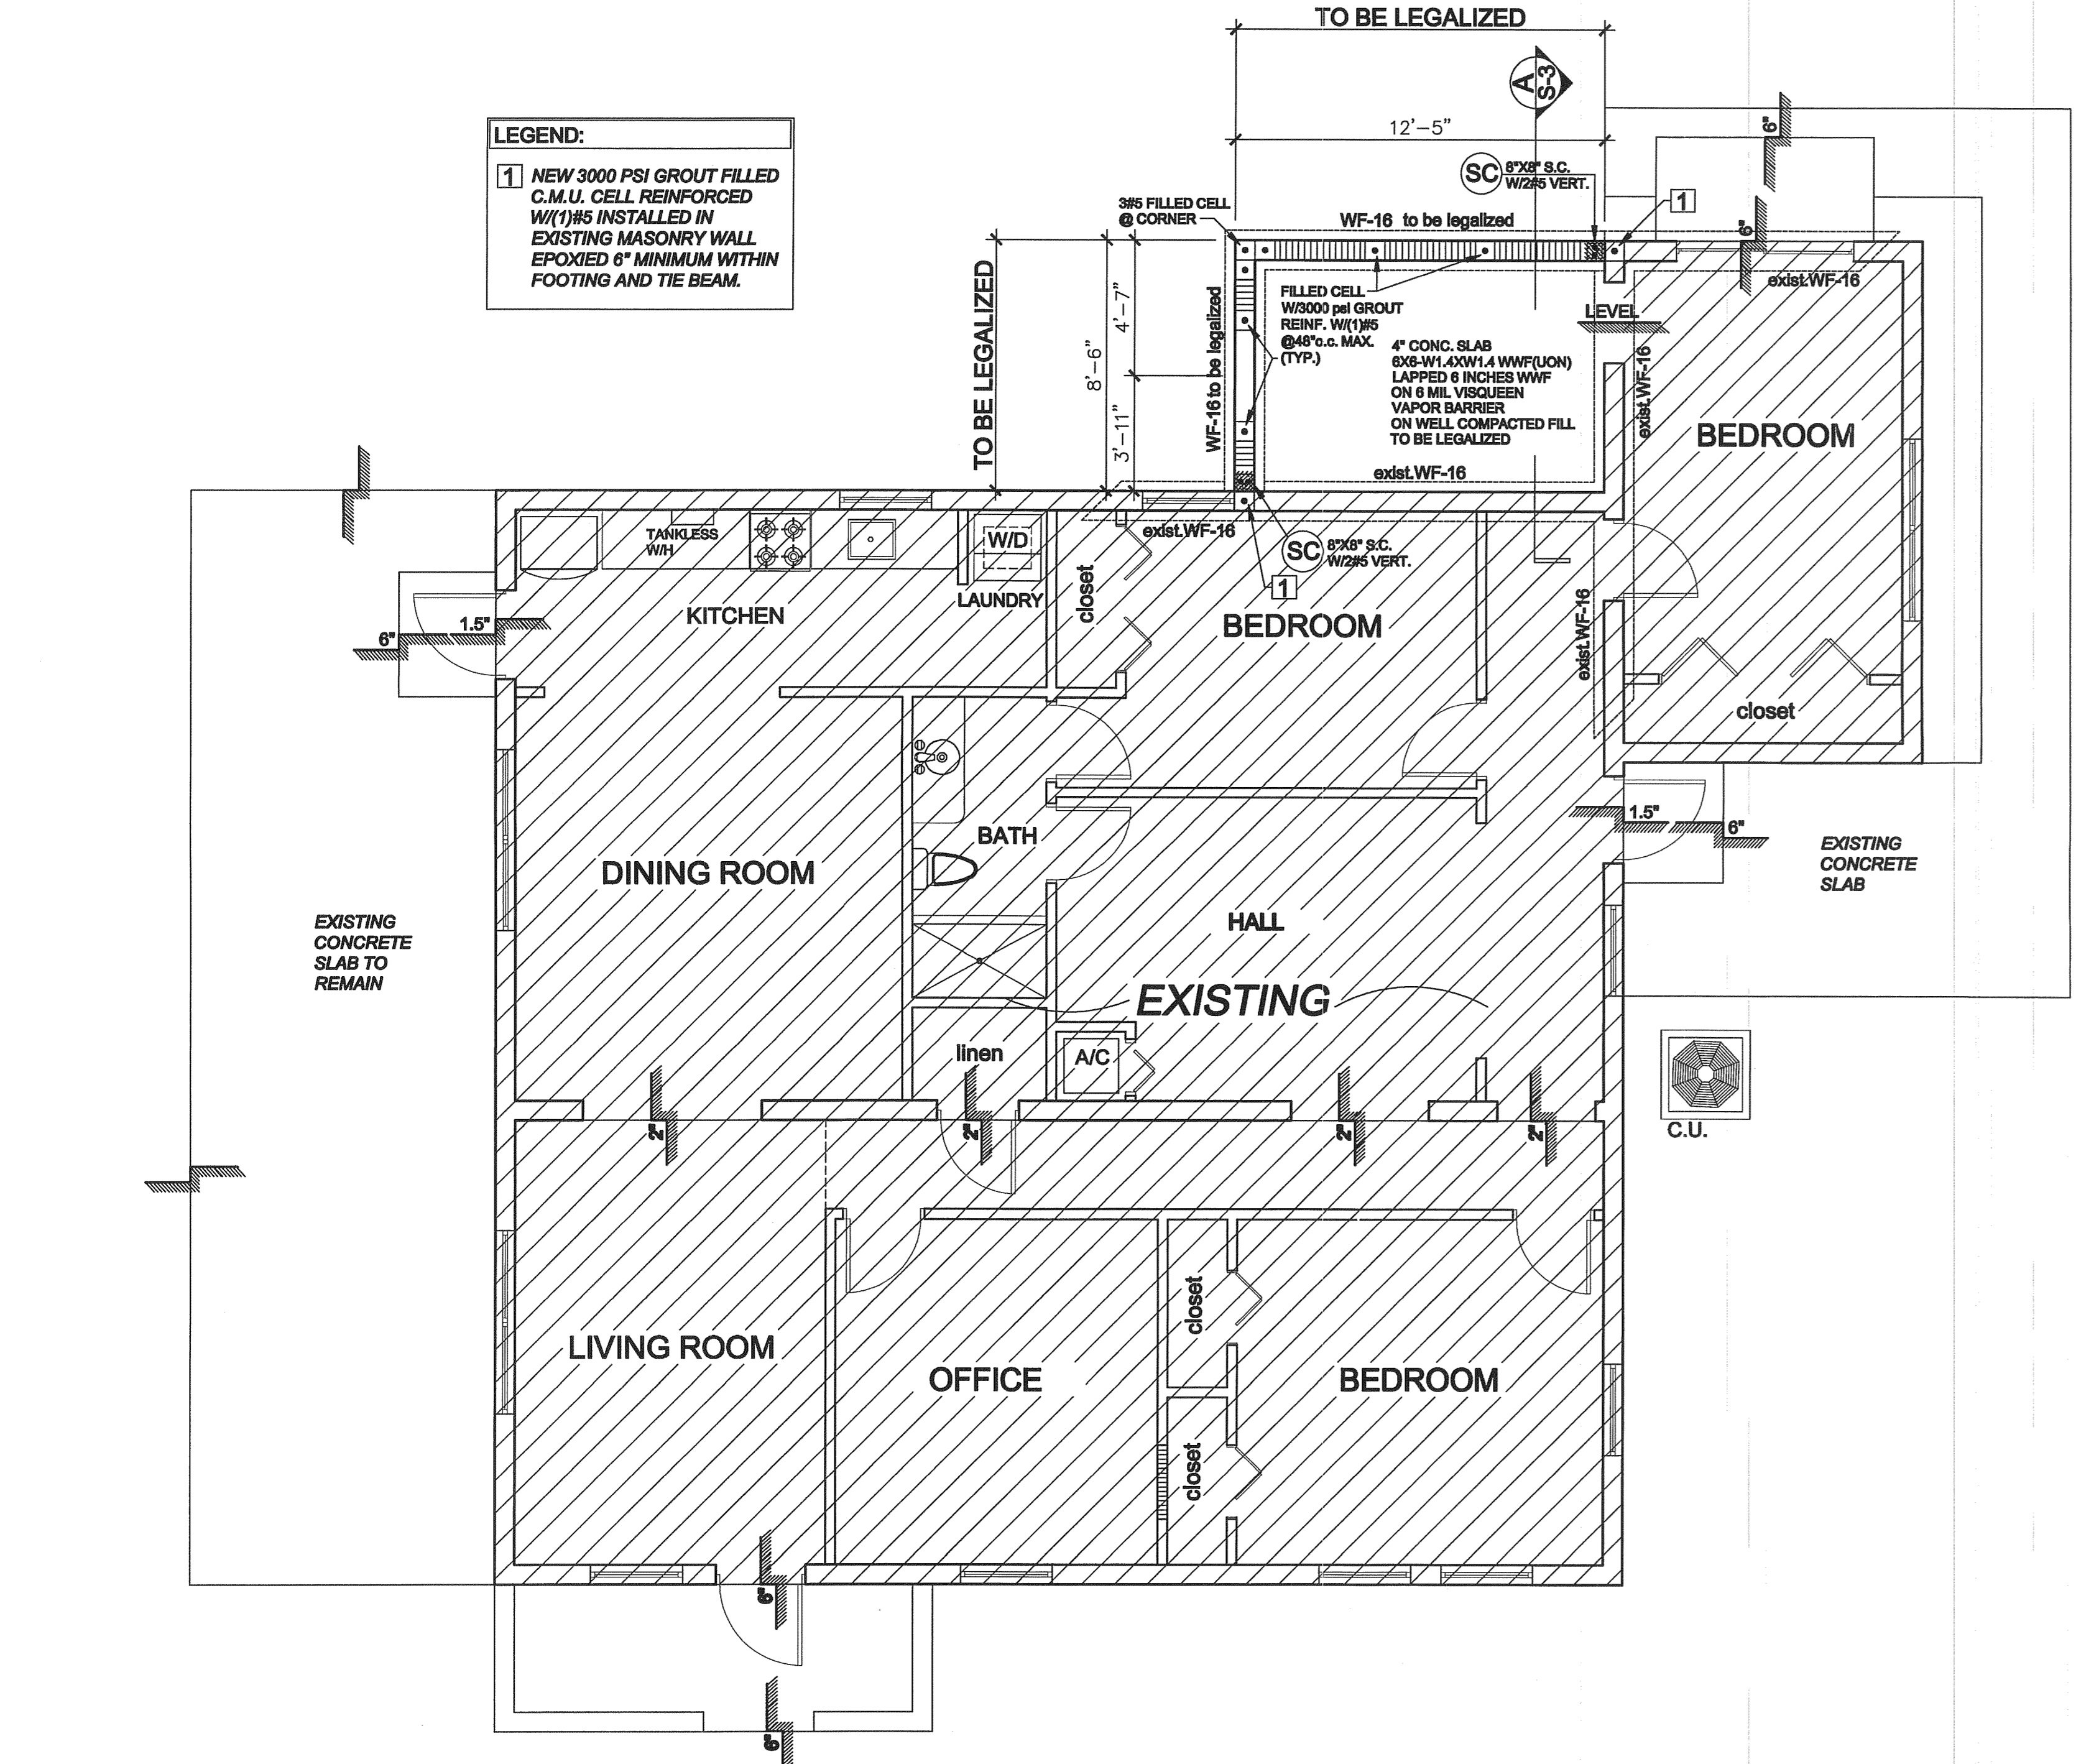 TO BE LEGALIZED
A
S-3
12'-5"
6"
LEGEND:
1
NEW 3000 PSI GROUT FILLED
C.M.U. CELL REINFORCED
W/(1)#5 INSTALLED IN
EXISTING MASONRY WALL
EPOXIED 6" MINIMUM WITHIN
FOOTING AND TIE BEAM.
SC
8"X8" S.C.
W/2#5 VERT.
1
3#5 FILLED CELL
@ CORNER
WF-16 to be legalized
6"
exist.WF-16
TO BE LEGALIZED
8'-6"
4'-7"
3'-11"
WF-16 to be legalized
FILLED CELL
W/3000 psi GROUT
REINF. W/(1)#5
@48"c.c. MAX.
(TYP.)
LEVEL
4" CONC. SLAB
6X6-W1.4XW1.4 WWF(UON)
LAPPED 6 INCHES WWF
ON 6 MIL VISQUEEN
VAPOR BARRIER
ON WELL COMPACTED FILL
TO BE LEGALIZED
exist.WF-16
exist.WF-16
BEDROOM
TANKLESS
W/H
W/D
exist.WF-16
SC
8"X8" S.C.
W/2#5 VERT.
1
LAUNDRY
closet
KITCHEN
BEDROOM
exist.WF-16
1.5"
6"
closet
BATH
1.5"
6"
DINING ROOM
EXISTING
CONCRETE
SLAB
HALL
EXISTING
CONCRETE
SLAB TO
REMAIN
EXISTING
linen
A/C
2"
2"
2"
2"
C.U.
LIVING ROOM
OFFICE
closet
BEDROOM
closet
6"
6"